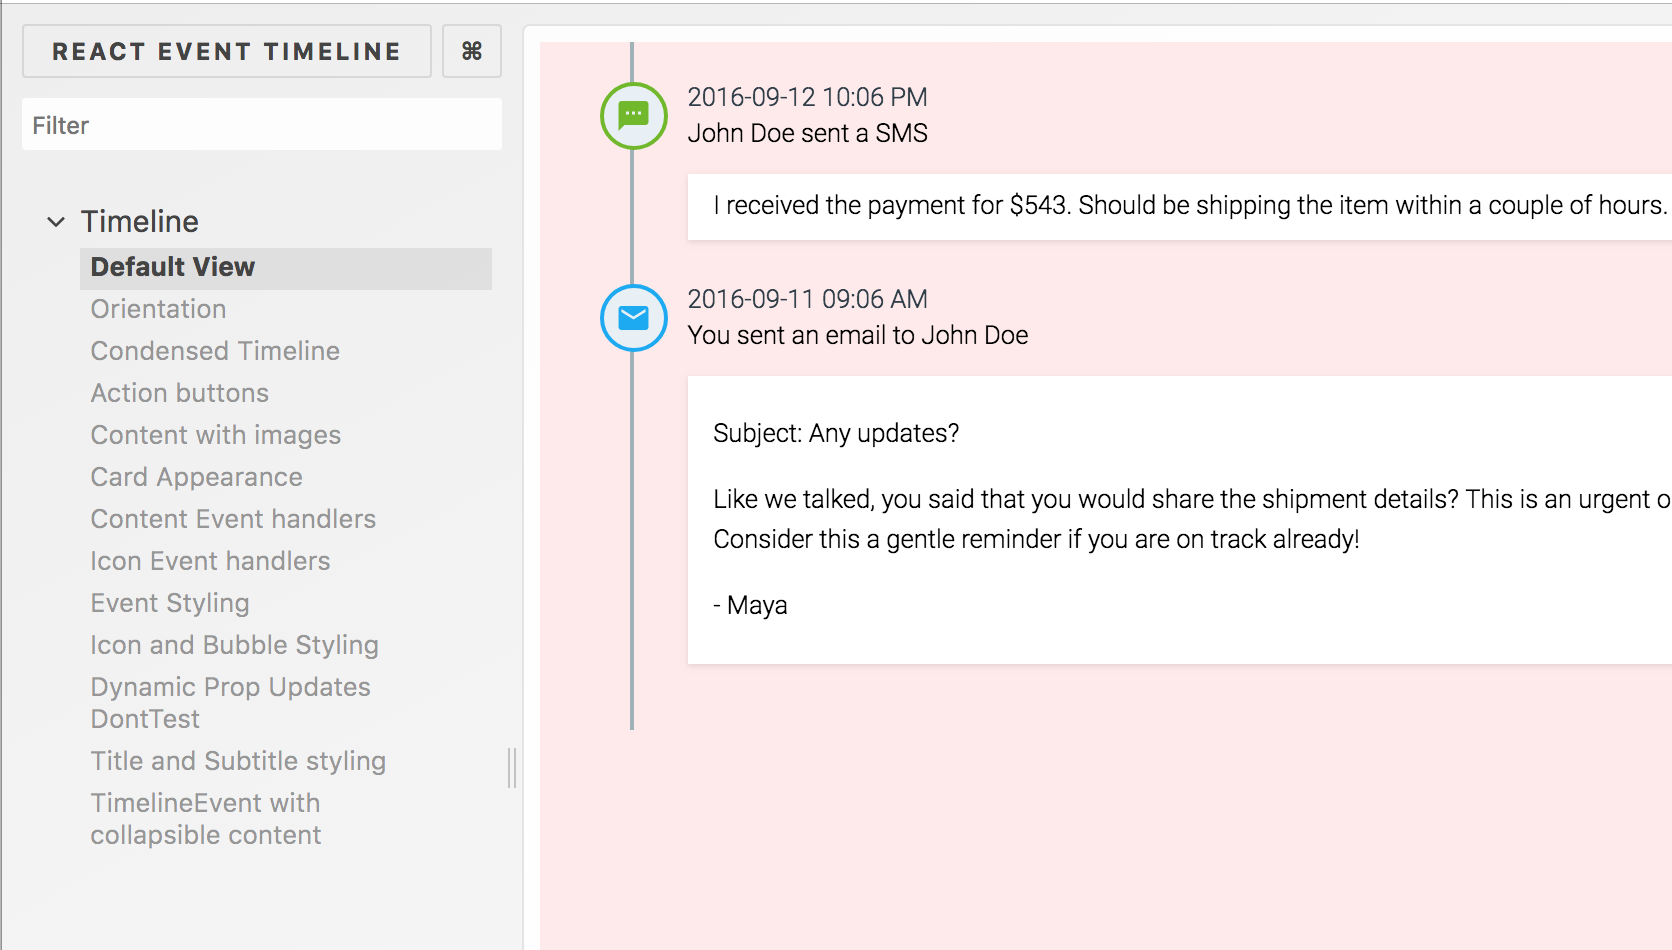 REACT EVENT TIMELINE
⌘
Filter
Timeline
Default View
Orientation
Condensed Timeline
Action buttons
Content with images
Card Appearance
Content Event handlers
Icon Event handlers
Event Styling
Icon and Bubble Styling
Dynamic Prop Updates
DontTest
Title and Subtitle styling
TimelineEvent with
collapsible content
2016-09-12 10:06 PM
John Doe sent a SMS
I received the payment for $543. Should be shipping the item within a couple of hours.
2016-09-11 09:06 AM
You sent an email to John Doe
Subject: Any updates?
Like we talked, you said that you would share the shipment details? This is an urgent o
Consider this a gentle reminder if you are on track already!
- Maya